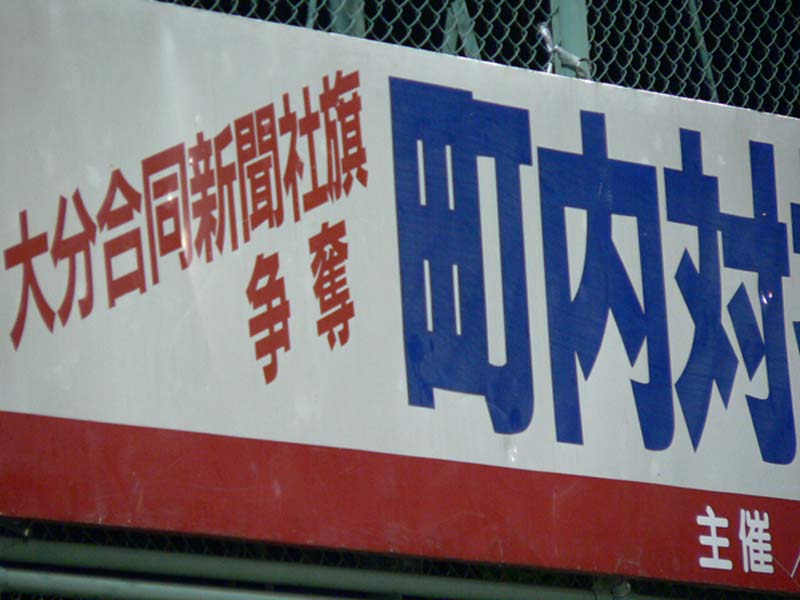 大分合同新聞社旗
争奪
町内対
主催